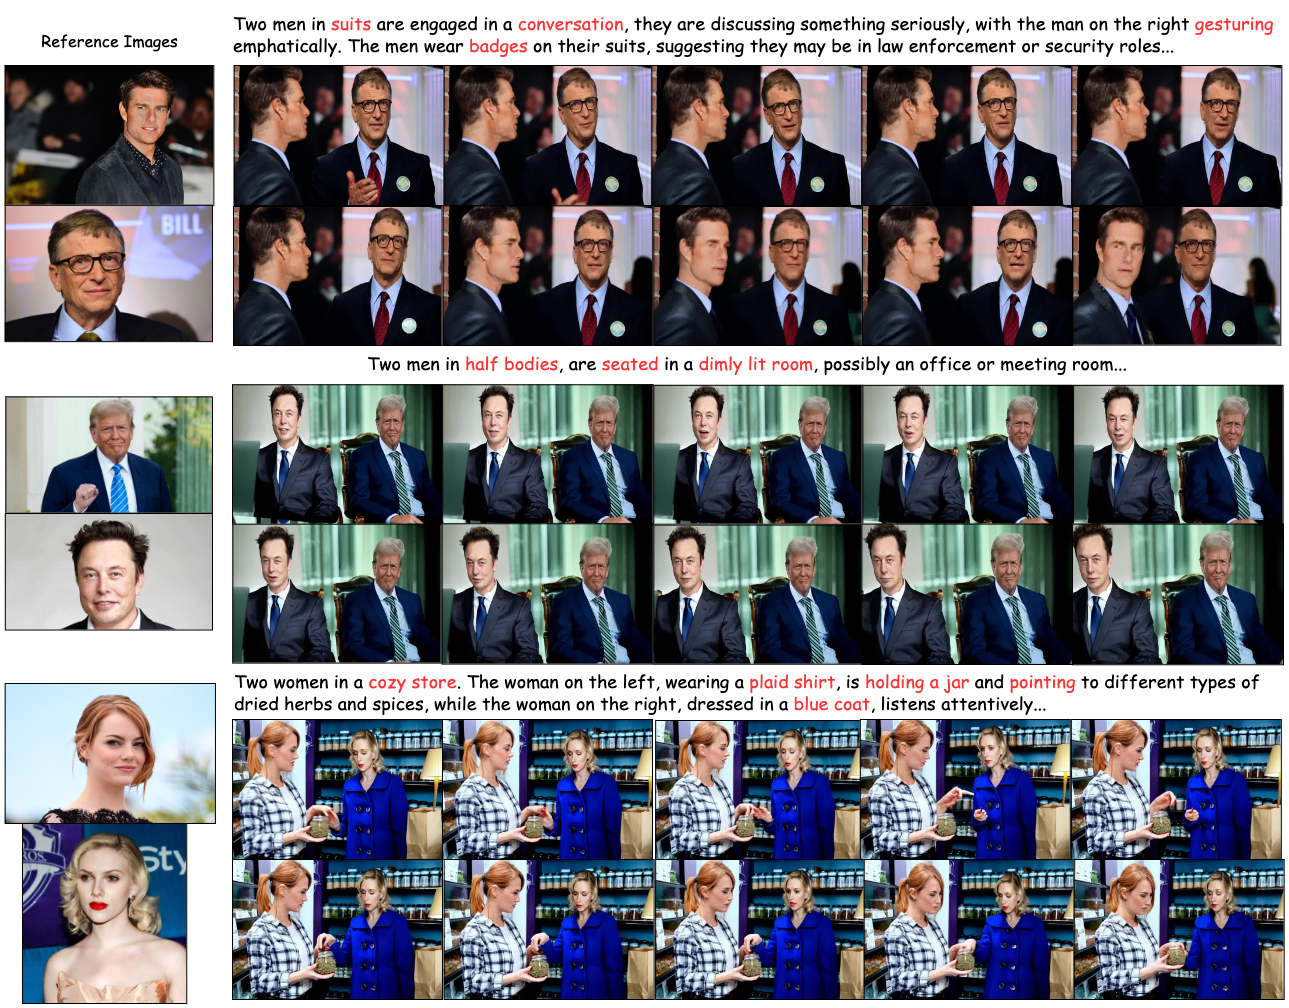 Reference Images
Two men in suits are engaged in a conversation, they are discussing something seriously, with the man on the right gesturing
emphatically. The men wear badges on their suits, suggesting they may be in law enforcement or security roles...
BILL
Two men in half bodies, are seated in a dimly lit room, possibly an office or meeting room...
Two women in a cozy store. The woman on the left, wearing a plaid shirt, is holding a jar and pointing to different types of
dried herbs and spices, while the woman on the right, dressed in a blue coat, listens attentively...
ROS.
Sty